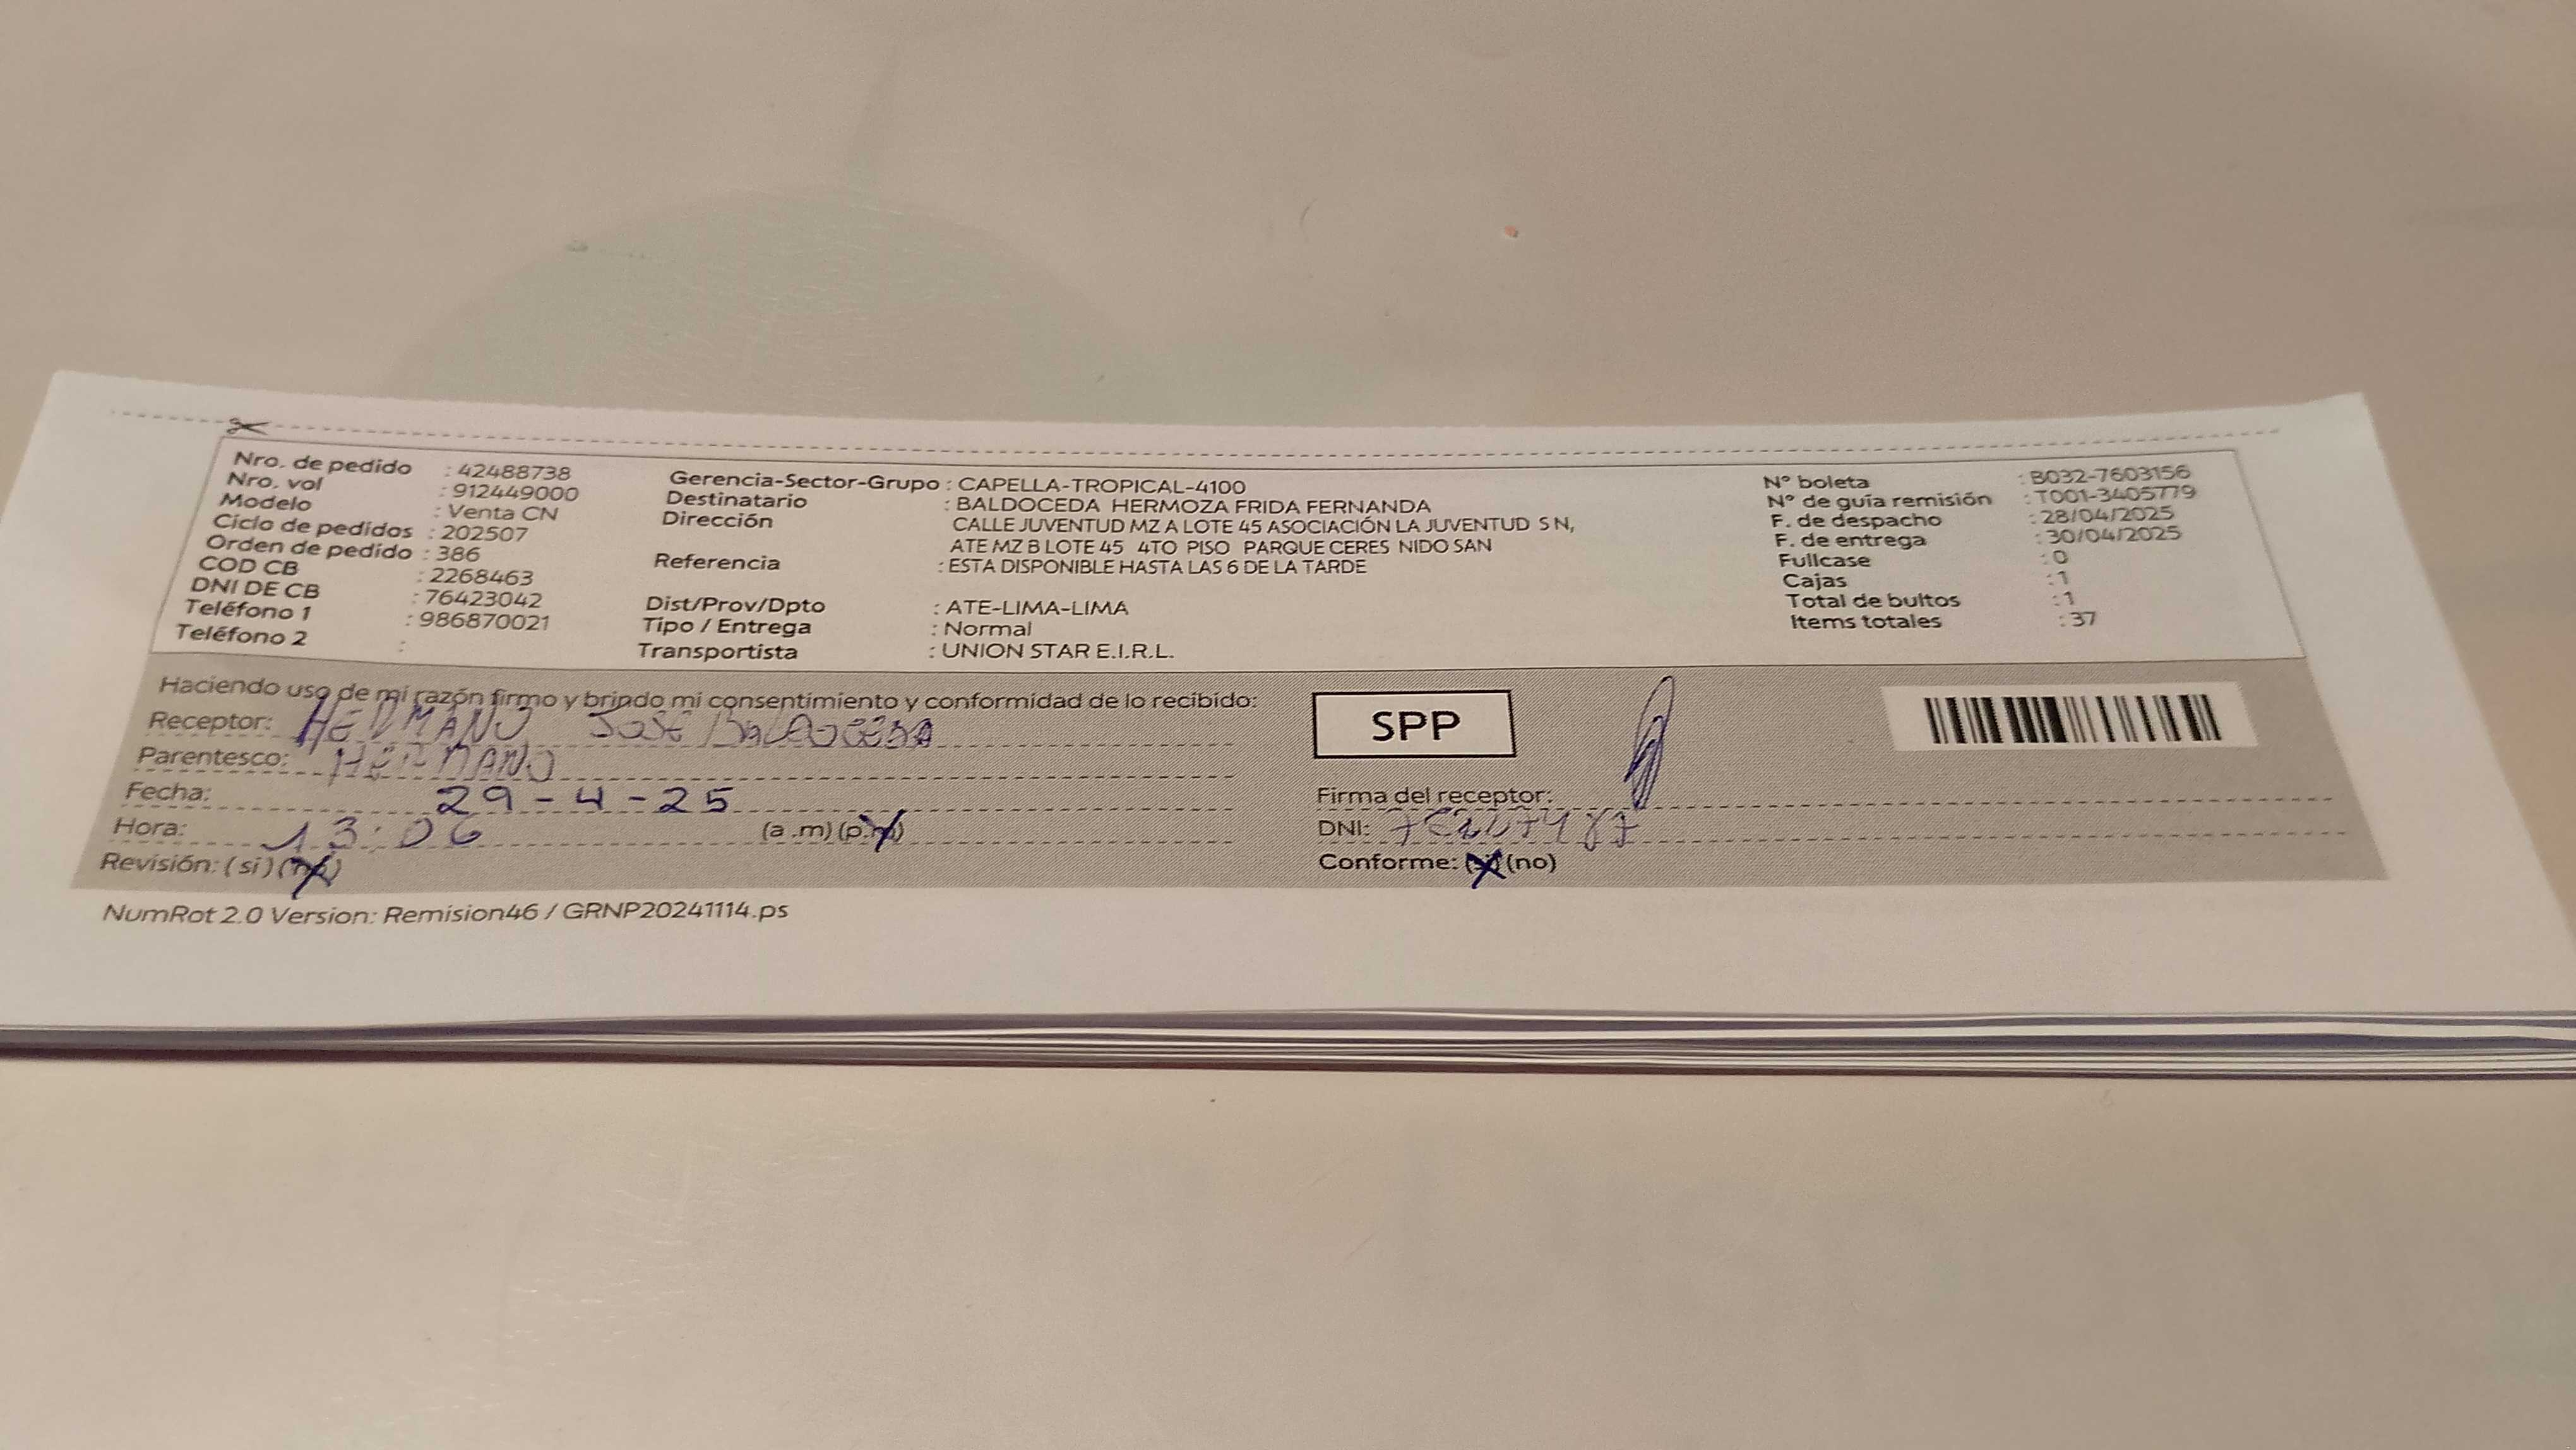 Nro. de pedido : 42488738
Nro. vol : 912449000
Modelo : Venta CN
Ciclo de pedidos : 202507
Orden de pedido : 386
COD CB : 2268463
DNI DE CB : 76423042
Teléfono 1 : 986870021
Teléfono 2 :
Gerencia-Sector-Grupo : CAPELLA-TROPICAL-4100
Destinatario : BALDOCEDA HERMOZA FRIDA FERNANDA
Dirección CALLE JUVENTUD MZ A LOTE 45 ASOCIACIÓN LA JUVENTUD S N,
ATE MZ B LOTE 45 4TO PISO PARQUE CERES NIDO SAN
Referencia : ESTA DISPONIBLE HASTA LAS 6 DE LA TARDE
Dist/Prov/Dpto : ATE-LIMA-LIMA
Tipo / Entrega : Normal
Transportista : UNION STAR E.I.R.L.
N° boleta : B032-7603156
N° de guía remisión : T001-3405779
F. de despacho : 28/04/2025
F. de entrega : 30/04/2025
Fullcase : 0
Cajas : 1
Total de bultos : 1
Items totales : 37
Haciendo uso de mi razón firmo y brindo mi consentimiento y conformidad de lo recibido:
Receptor: HERMANO JOSE BALDOCEDA
Parentesco: HERMANO
Fecha: 29-4-25
Hora: 13:06 (a.m) (p.m)
Revisión: (si) (no)
SPP
Firma del receptor:
DNI:
Conforme: (si) (no)
NumRot 2.0 Version: Remision46 / GRNP20241114.ps